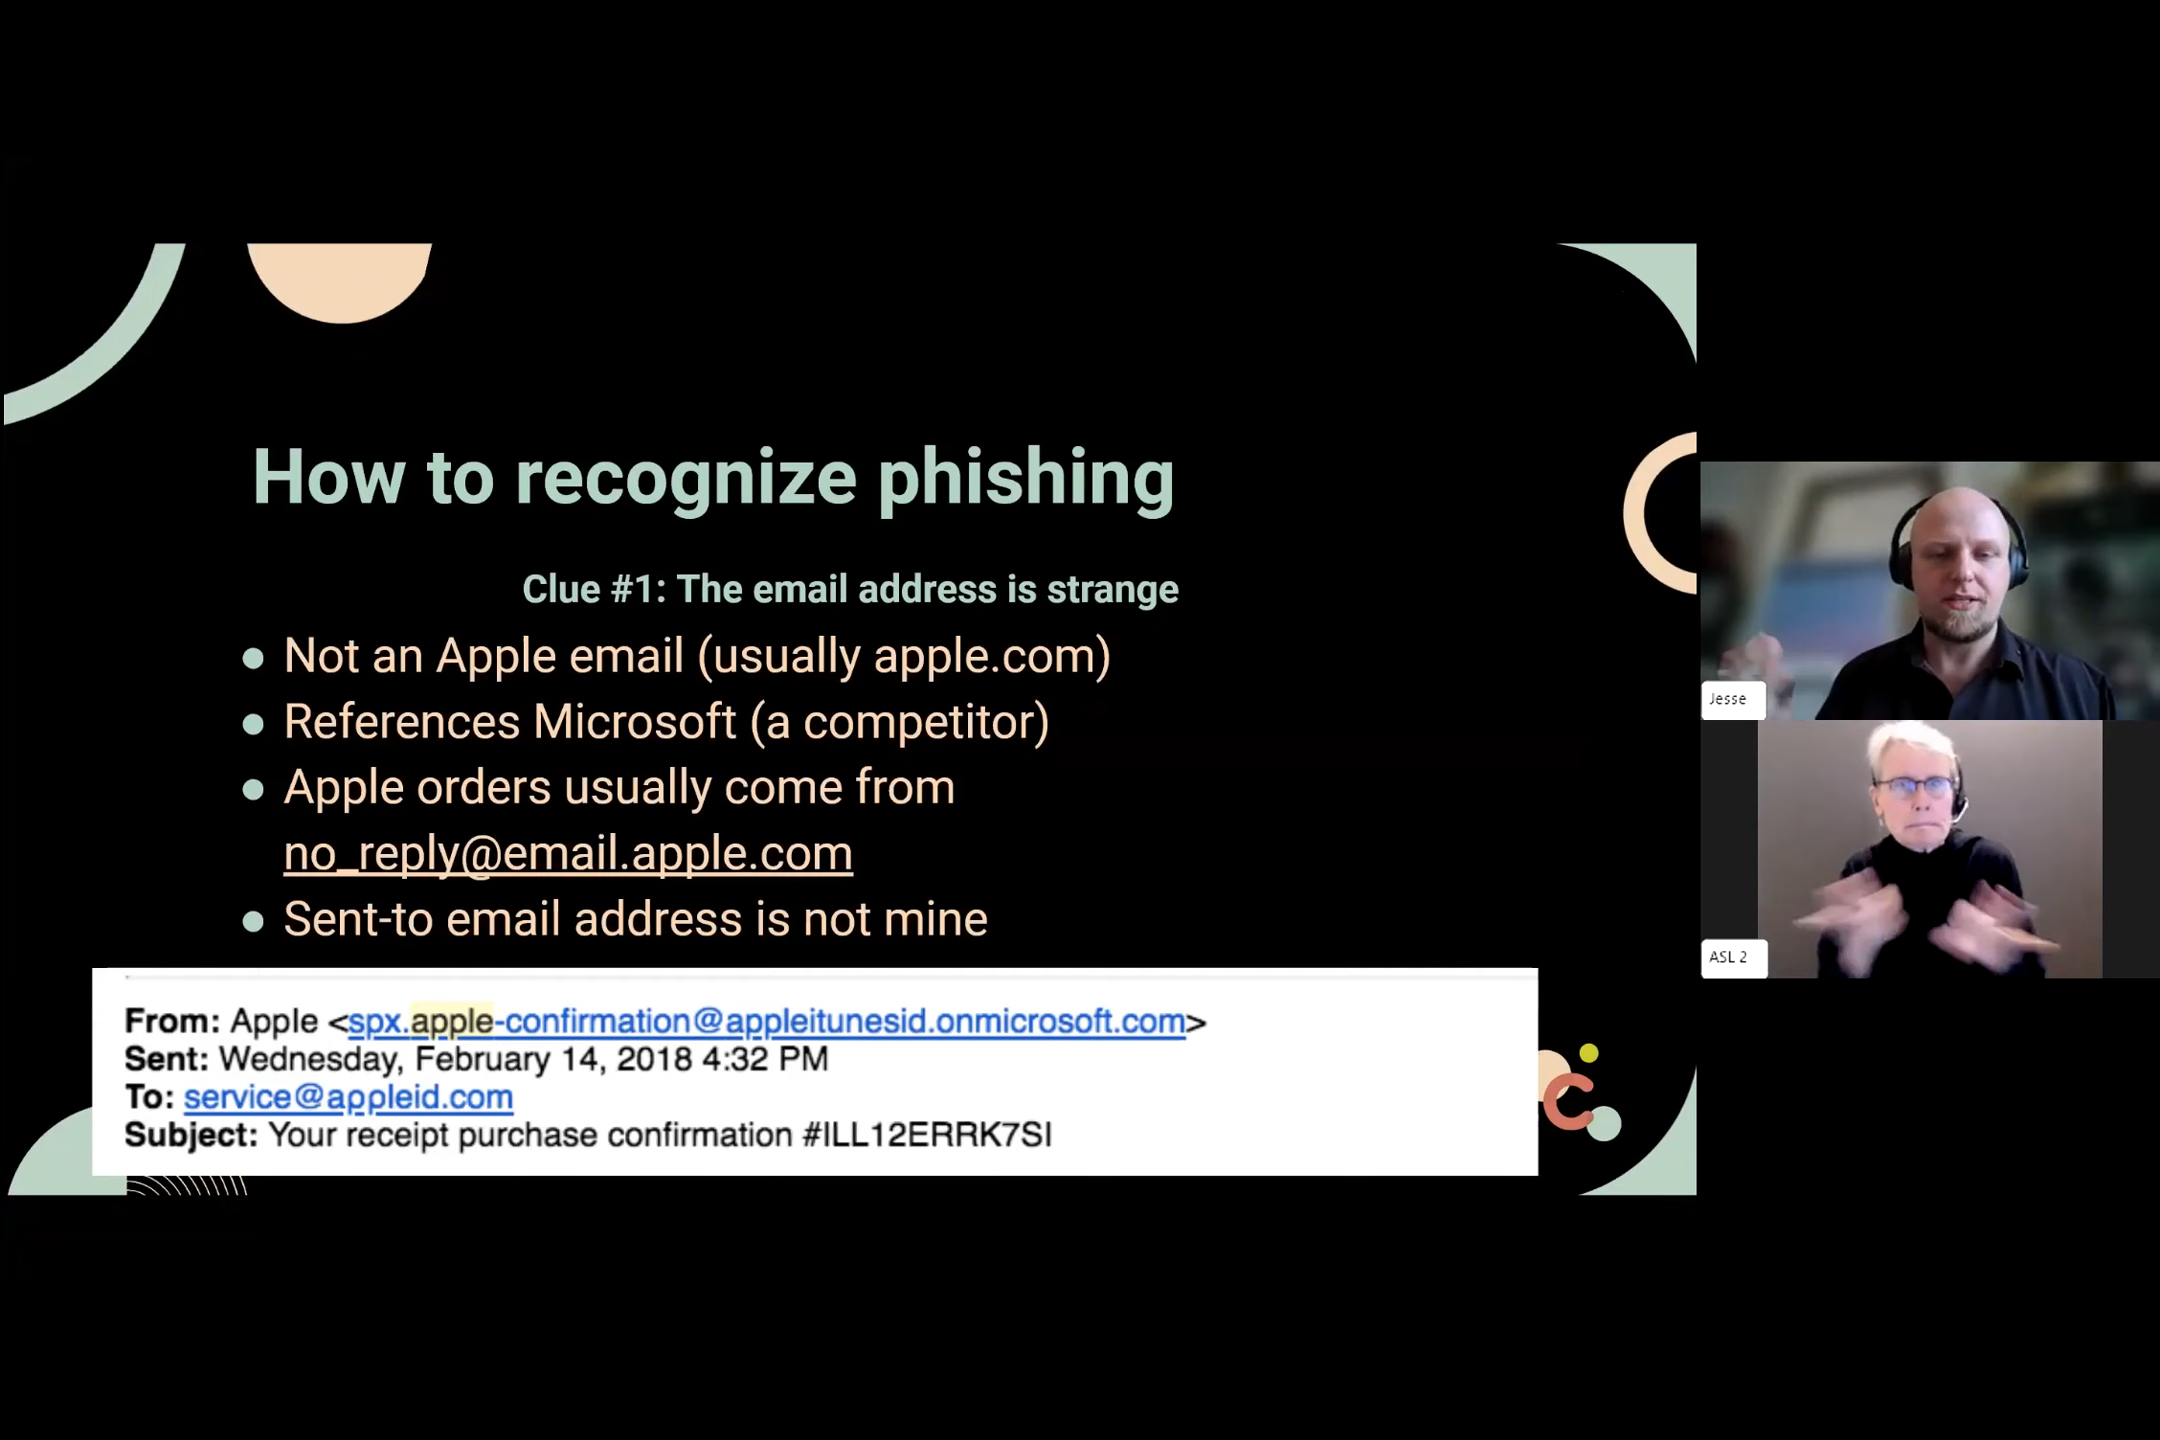 How to recognize phishing
Clue #1: The email address is strange
Not an Apple email (usually apple.com)
References Microsoft (a competitor)
Apple orders usually come from
no_reply@email.apple.com
Sent-to email address is not mine
From: Apple <spx.apple-confirmation@appleitunesid.onmicrosoft.com>
Sent: Wednesday, February 14, 2018 4:32 PM
To: service@appleid.com
Subject: Your receipt purchase confirmation #ILL12ERRK7SI
Jesse
ASL 2